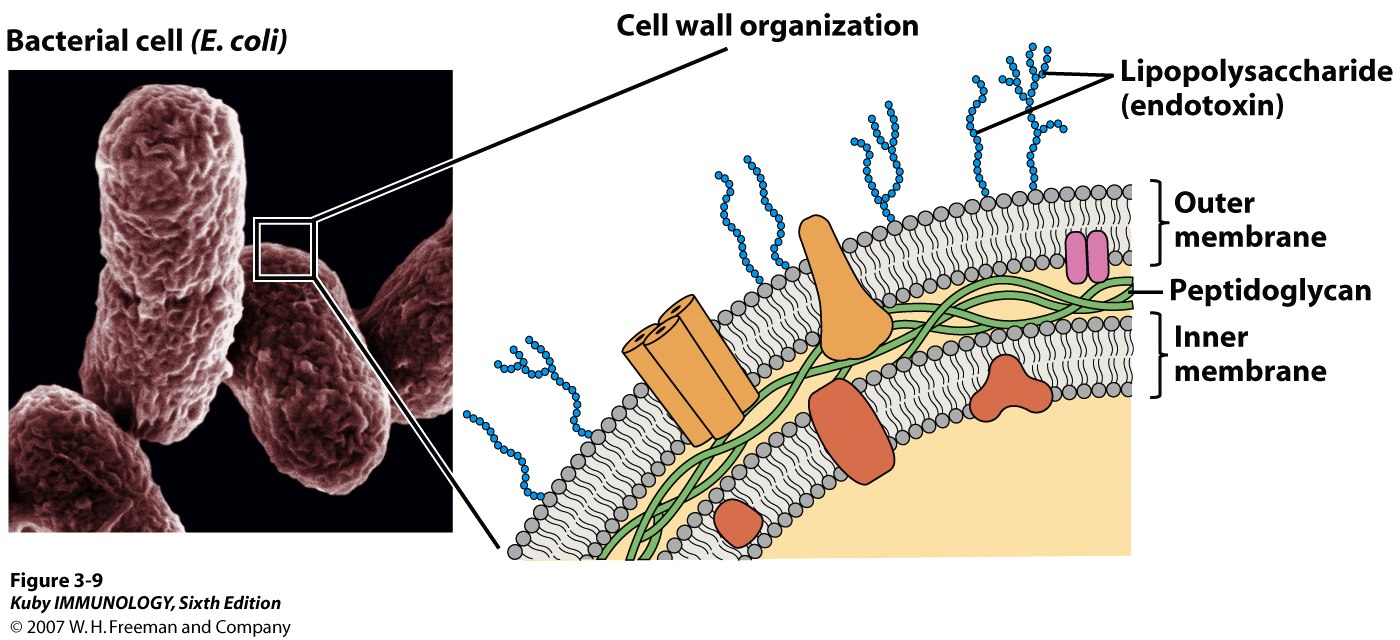 Bacterial cell (E. coli)
Cell wall organization
Lipopolysaccharide
(endotoxin)
Outer
membrane
Peptidoglycan
Inner
membrane
Figure 3-9
Kuby IMMUNOLOGY, Sixth Edition
© 2007 W. H. Freeman and Company